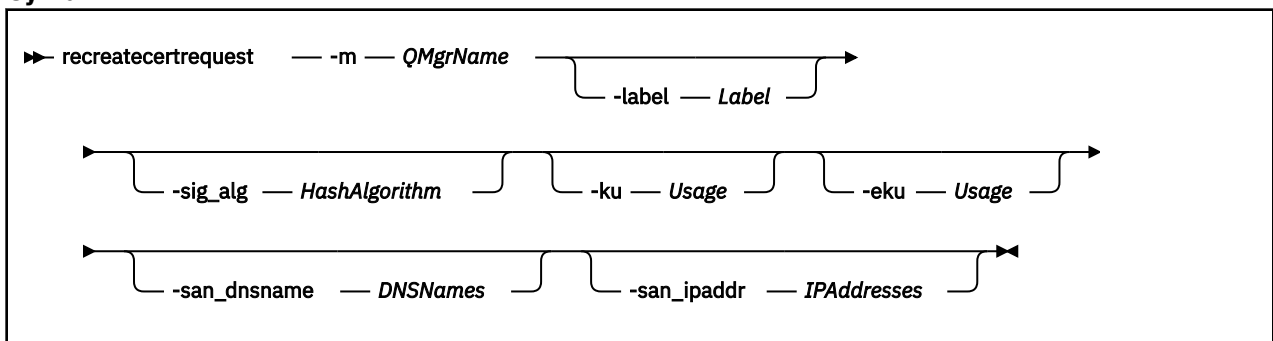 recreatecertrequest -m QMgrName
-label Label
-sig_alg HashAlgorithm -ku Usage -eku Usage
-san_dnsname DNSNames -san_ipaddr IPAddresses